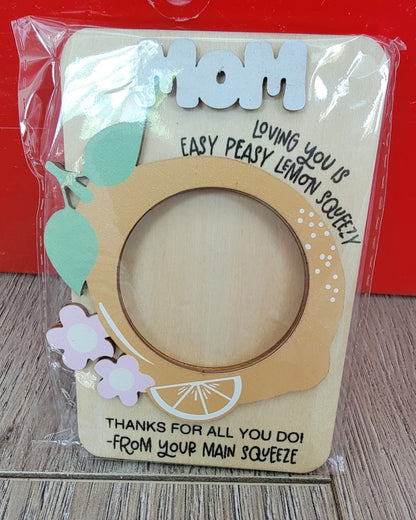 MOM
LOVING YOU IS
EASY PEASY LEMON SQUEEZY
THANKS FOR ALL YOU DO!
-FROM YOUR MAIN SQUEEZE